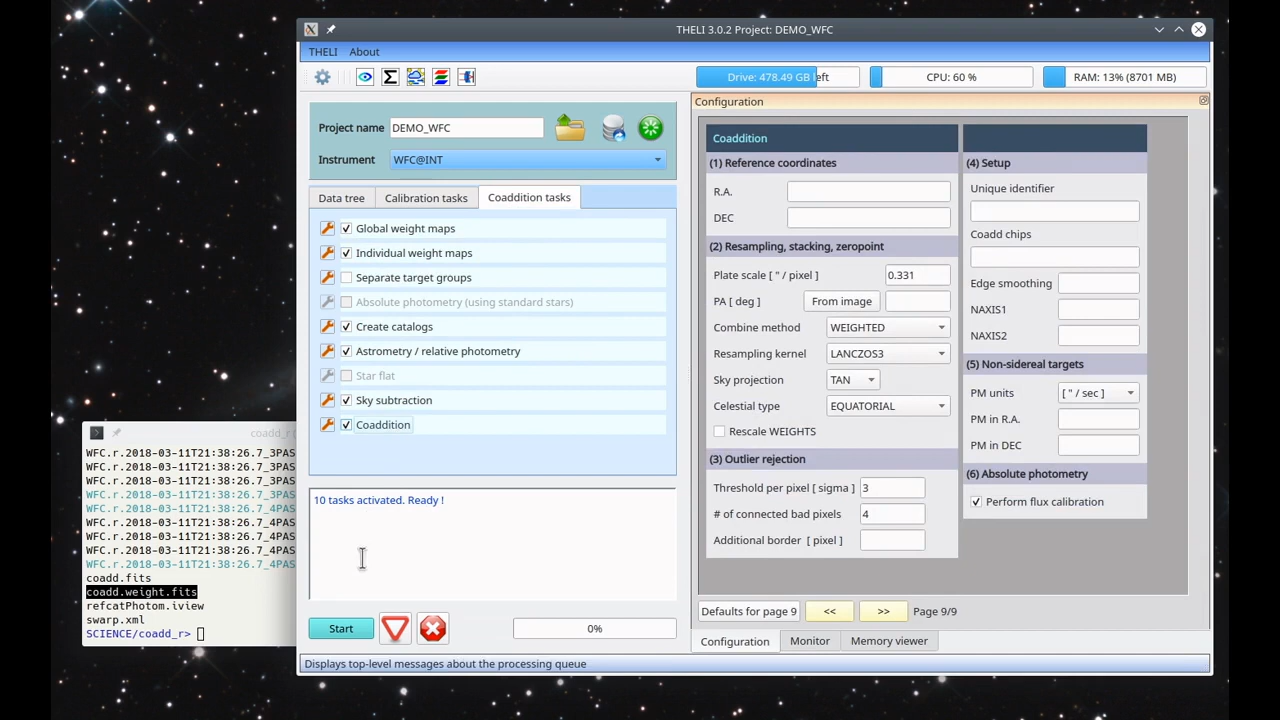 THELI 3.0.2 Project: DEMO_WFC
THELI About
Drive: 478.49 GB left
CPU: 60 %
RAM: 13% (8701 MB)
Project name DEMO_WFC
Instrument WFC@INT
Data tree
Calibration tasks
Coaddition tasks
Global weight maps
Individual weight maps
Separate target groups
Absolute photometry (using standard stars)
Create catalogs
Astrometry / relative photometry
Star flat
Sky subtraction
Coaddition
10 tasks activated. Ready !
Start
0%
Displays top-level messages about the processing queue
Configuration
Coaddition
(1) Reference coordinates
R.A.
DEC
(2) Resampling, stacking, zeropoint
Plate scale [ " / pixel ] 0.331
PA [ deg ] From image
Combine method WEIGHTED
Resampling kernel LANCZOS3
Sky projection TAN
Celestial type EQUATORIAL
Rescale WEIGHTS
(3) Outlier rejection
Threshold per pixel [ sigma ] 3
# of connected bad pixels 4
Additional border [ pixel ]
(4) Setup
Unique identifier
Coadd chips
Edge smoothing
NAXIS1
NAXIS2
(5) Non-sidereal targets
PM units [ " / sec ]
PM in R.A.
PM in DEC
(6) Absolute photometry
Perform flux calibration
Defaults for page 9
<<
>>
Page 9/9
Configuration
Monitor
Memory viewer
coadd_r
WFC.r.2018-03-11T21:38:26.7_3PAS
WFC.r.2018-03-11T21:38:26.7_3PAS
WFC.r.2018-03-11T21:38:26.7_3PAS
WFC.r.2018-03-11T21:38:26.7_3PAS
WFC.r.2018-03-11T21:38:26.7_4PAS
WFC.r.2018-03-11T21:38:26.7_4PAS
WFC.r.2018-03-11T21:38:26.7_4PAS
WFC.r.2018-03-11T21:38:26.7_4PAS
WFC.r.2018-03-11T21:38:26.7_4PAS
coadd.fits
coadd.weight.fits
refcatPhotom.iview
swarp.xml
SCIENCE/coadd_r>